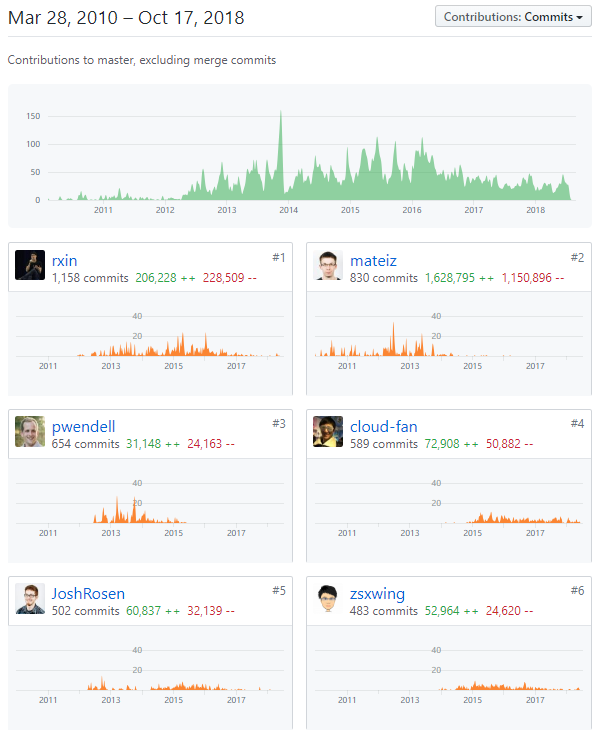 Mar 28, 2010 – Oct 17, 2018
Contributions: Commits
Contributions to master, excluding merge commits
150
100
50
0
2011 2012 2013 2014 2015 2016 2017 2018
rxin #1
1,158 commits 206,228 ++ 228,509 --
40
20
2011 2013 2015 2017
mateiz #2
830 commits 1,628,795 ++ 1,150,896 --
40
20
2011 2013 2015 2017
pwendell #3
654 commits 31,148 ++ 24,163 --
40
20
2011 2013 2015 2017
cloud-fan #4
589 commits 72,908 ++ 50,882 --
40
20
2011 2013 2015 2017
JoshRosen #5
502 commits 60,837 ++ 32,139 --
40
20
2011 2013 2015 2017
zsxwing #6
483 commits 52,964 ++ 24,620 --
40
20
2011 2013 2015 2017